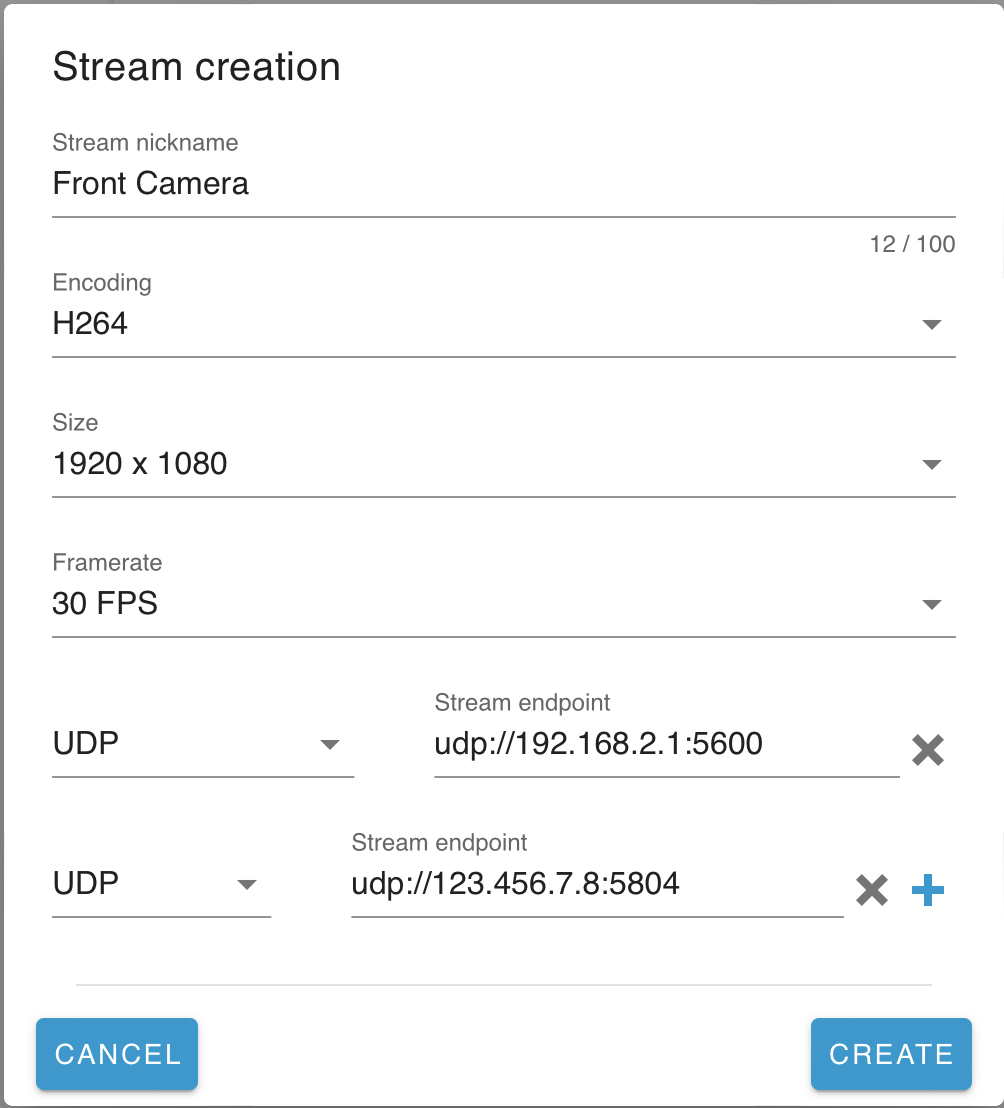 Stream creation
Stream nickname
Front Camera
12 / 100
Encoding
H264
Size
1920 x 1080
Framerate
30 FPS
Stream endpoint
UDP udp://192.168.2.1:5600
Stream endpoint
UDP udp://123.456.7.8:5804
CANCEL CREATE